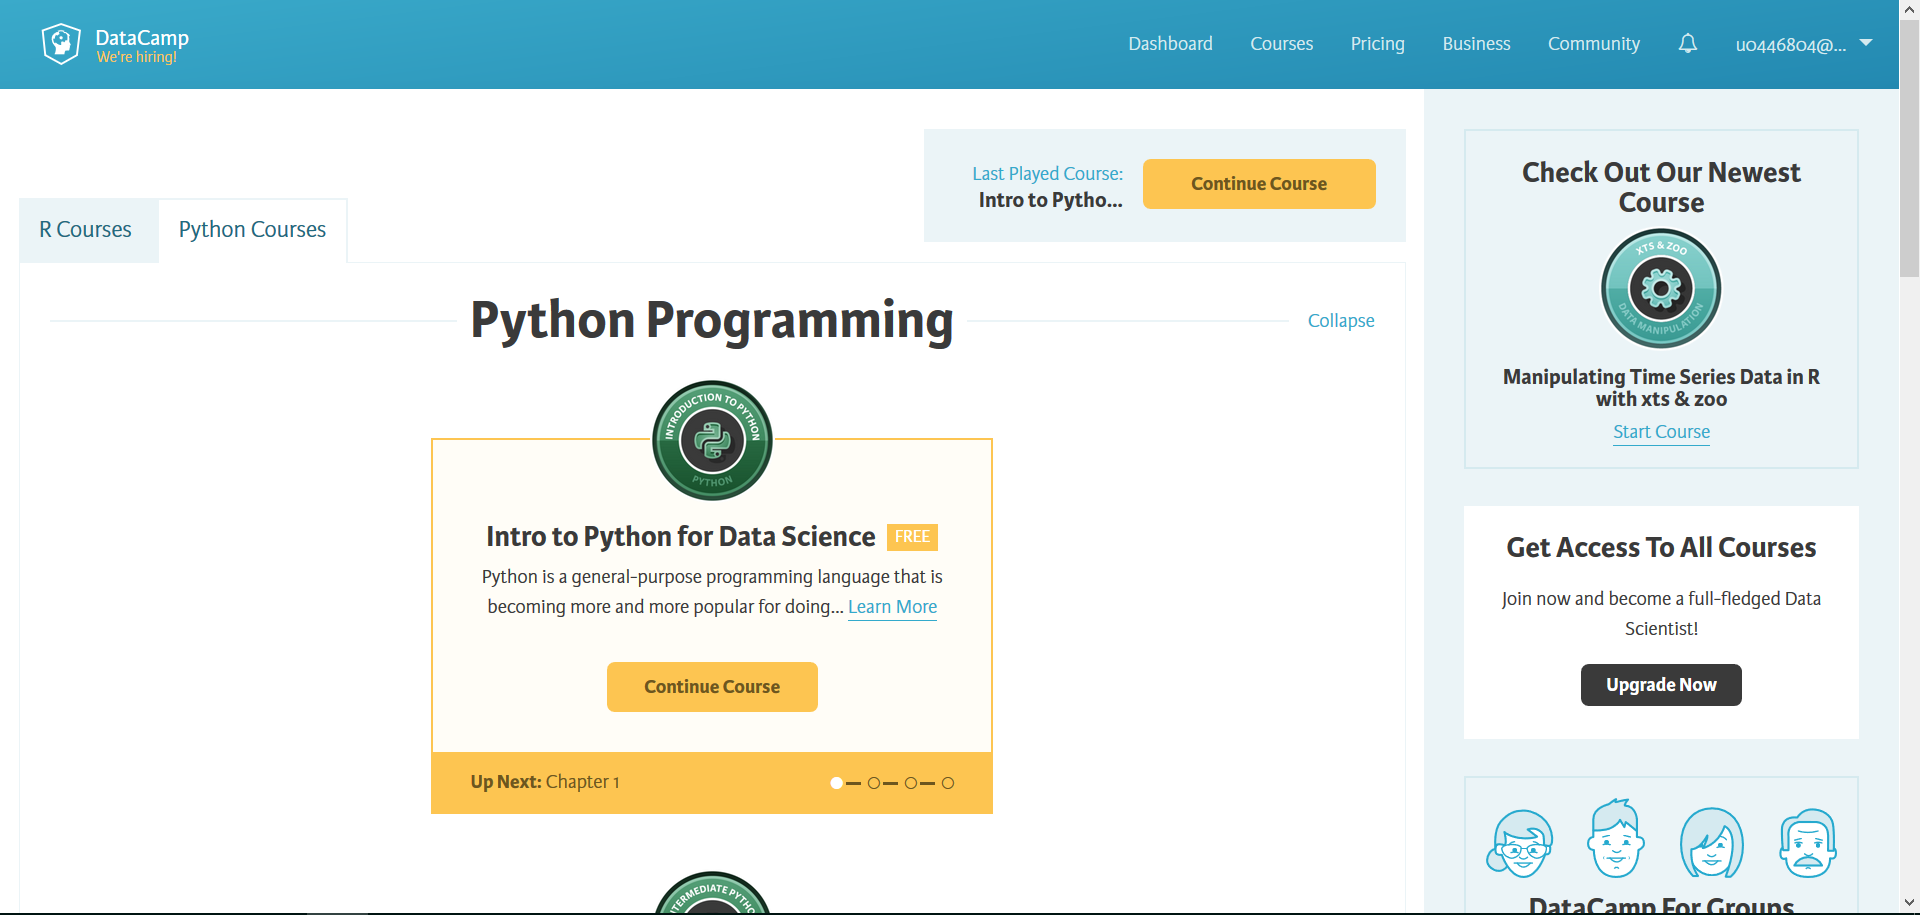 DataCamp
We're hiring!
Dashboard
Courses
Pricing
Business
Community
u0446804@...
Last Played Course:
Intro to Pytho...
Continue Course
R Courses
Python Courses
Python Programming
Collapse
INTRODUCTION TO PYTHON
PYTHON
Intro to Python for Data Science
FREE
Python is a general-purpose programming language that is
becoming more and more popular for doing... Learn More
Continue Course
Up Next: Chapter 1
Check Out Our Newest
Course
XTS & ZOO
DATA MANIPULATION
Manipulating Time Series Data in R
with xts & zoo
Start Course
Get Access To All Courses
Join now and become a full-fledged Data
Scientist!
Upgrade Now
DataCamp For Groups